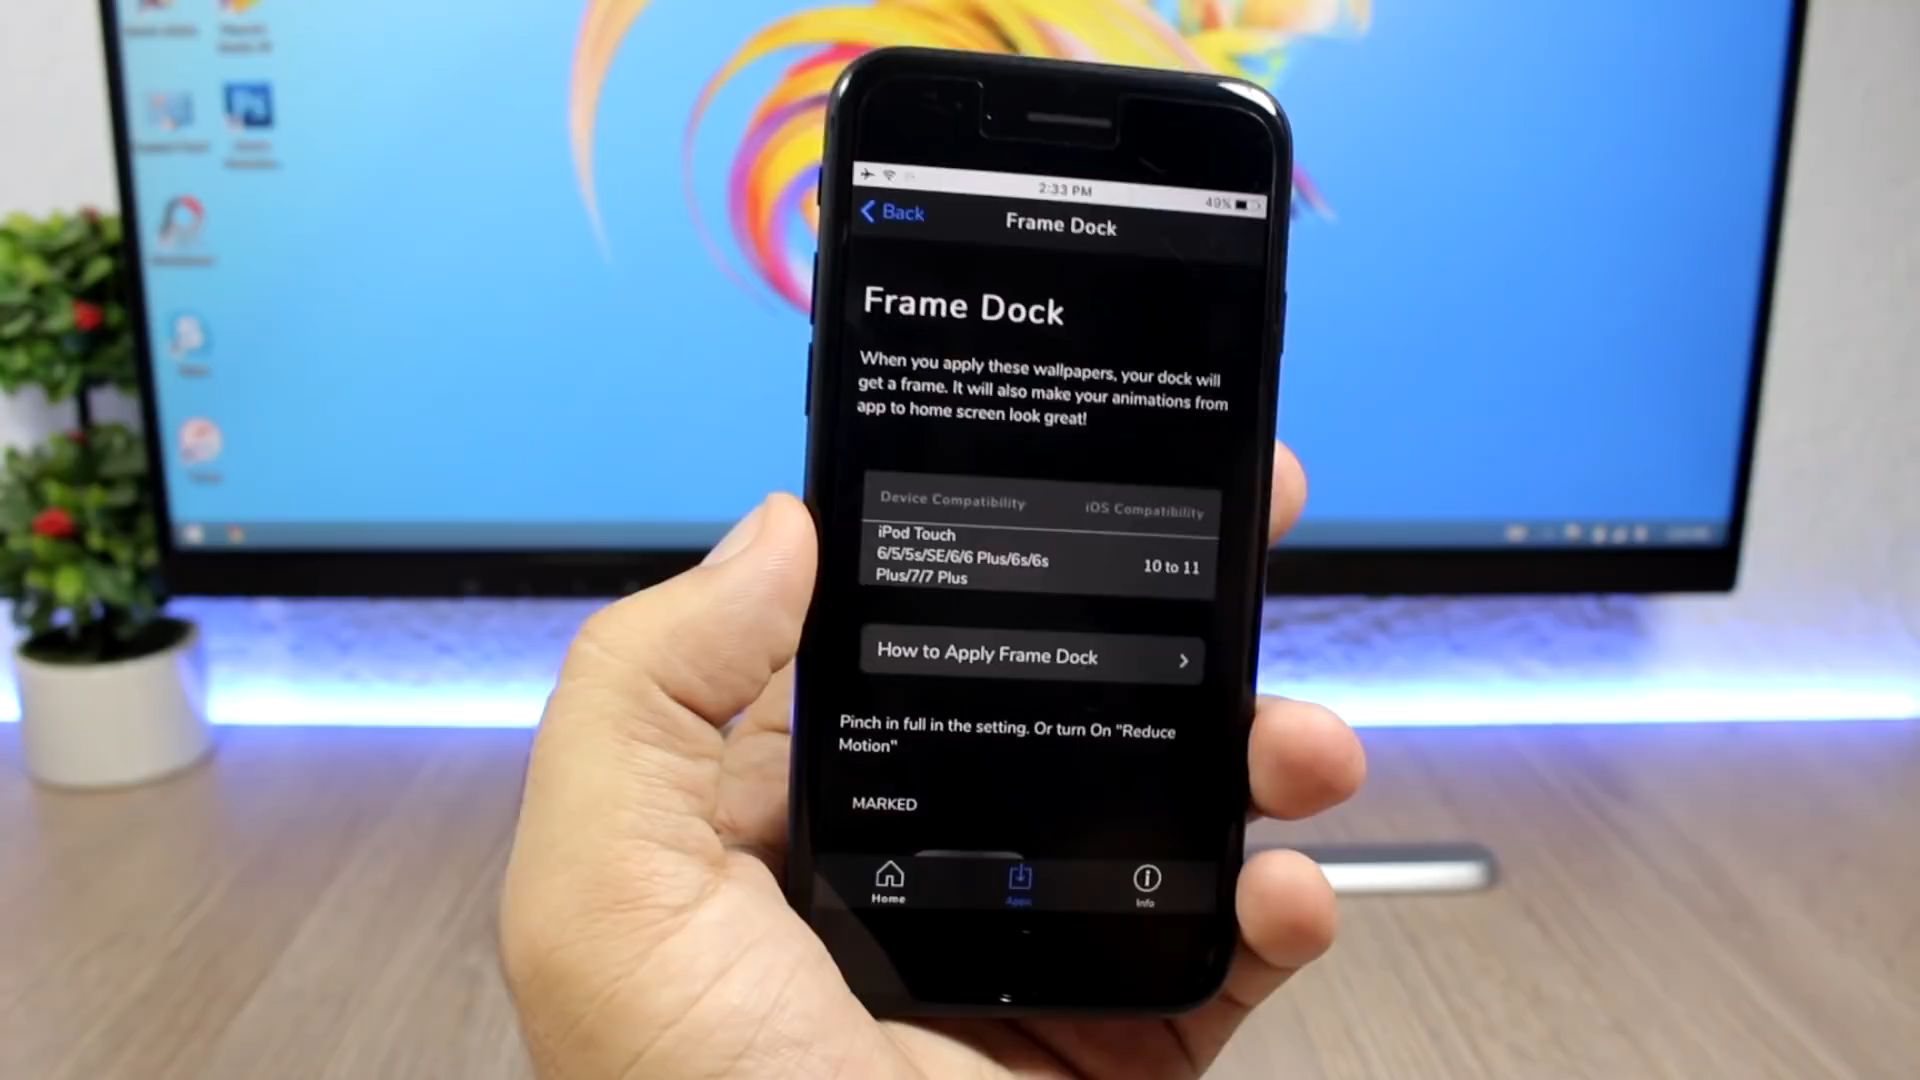 2:33 PM
49%
Back
Frame Dock
Frame Dock
When you apply these wallpapers, your dock will
get a frame. It will also make your animations from
app to home screen look great!
Device Compatibility
iOS Compatibility
iPod Touch
6/5/5s/SE/6/6 Plus/6s/6s
Plus/7/7 Plus
10 to 11
How to Apply Frame Dock
Pinch in full in the setting. Or turn On "Reduce
Motion"
MARKED
Home
Apps
Info
Ps